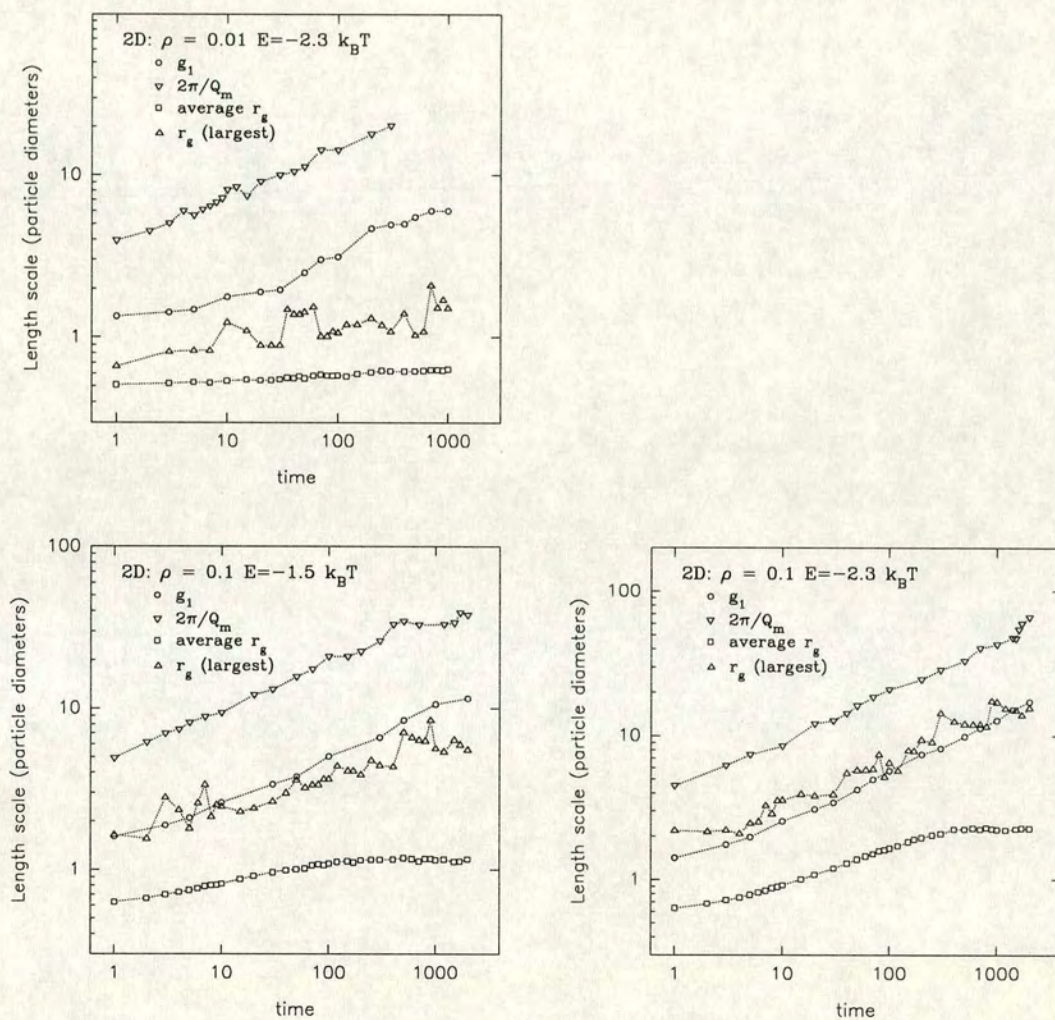 2D: ρ = 0.01 E=−2.3 k_BT
g_1
2π/Q_m
average r_g
r_g (largest)
Length scale (particle diameters)
10
1
1
10
100
1000
time
2D: ρ = 0.1 E=−1.5 k_BT
g_1
2π/Q_m
average r_g
r_g (largest)
Length scale (particle diameters)
100
10
1
1
10
100
1000
time
2D: ρ = 0.1 E=−2.3 k_BT
g_1
2π/Q_m
average r_g
r_g (largest)
Length scale (particle diameters)
100
10
1
1
10
100
1000
time